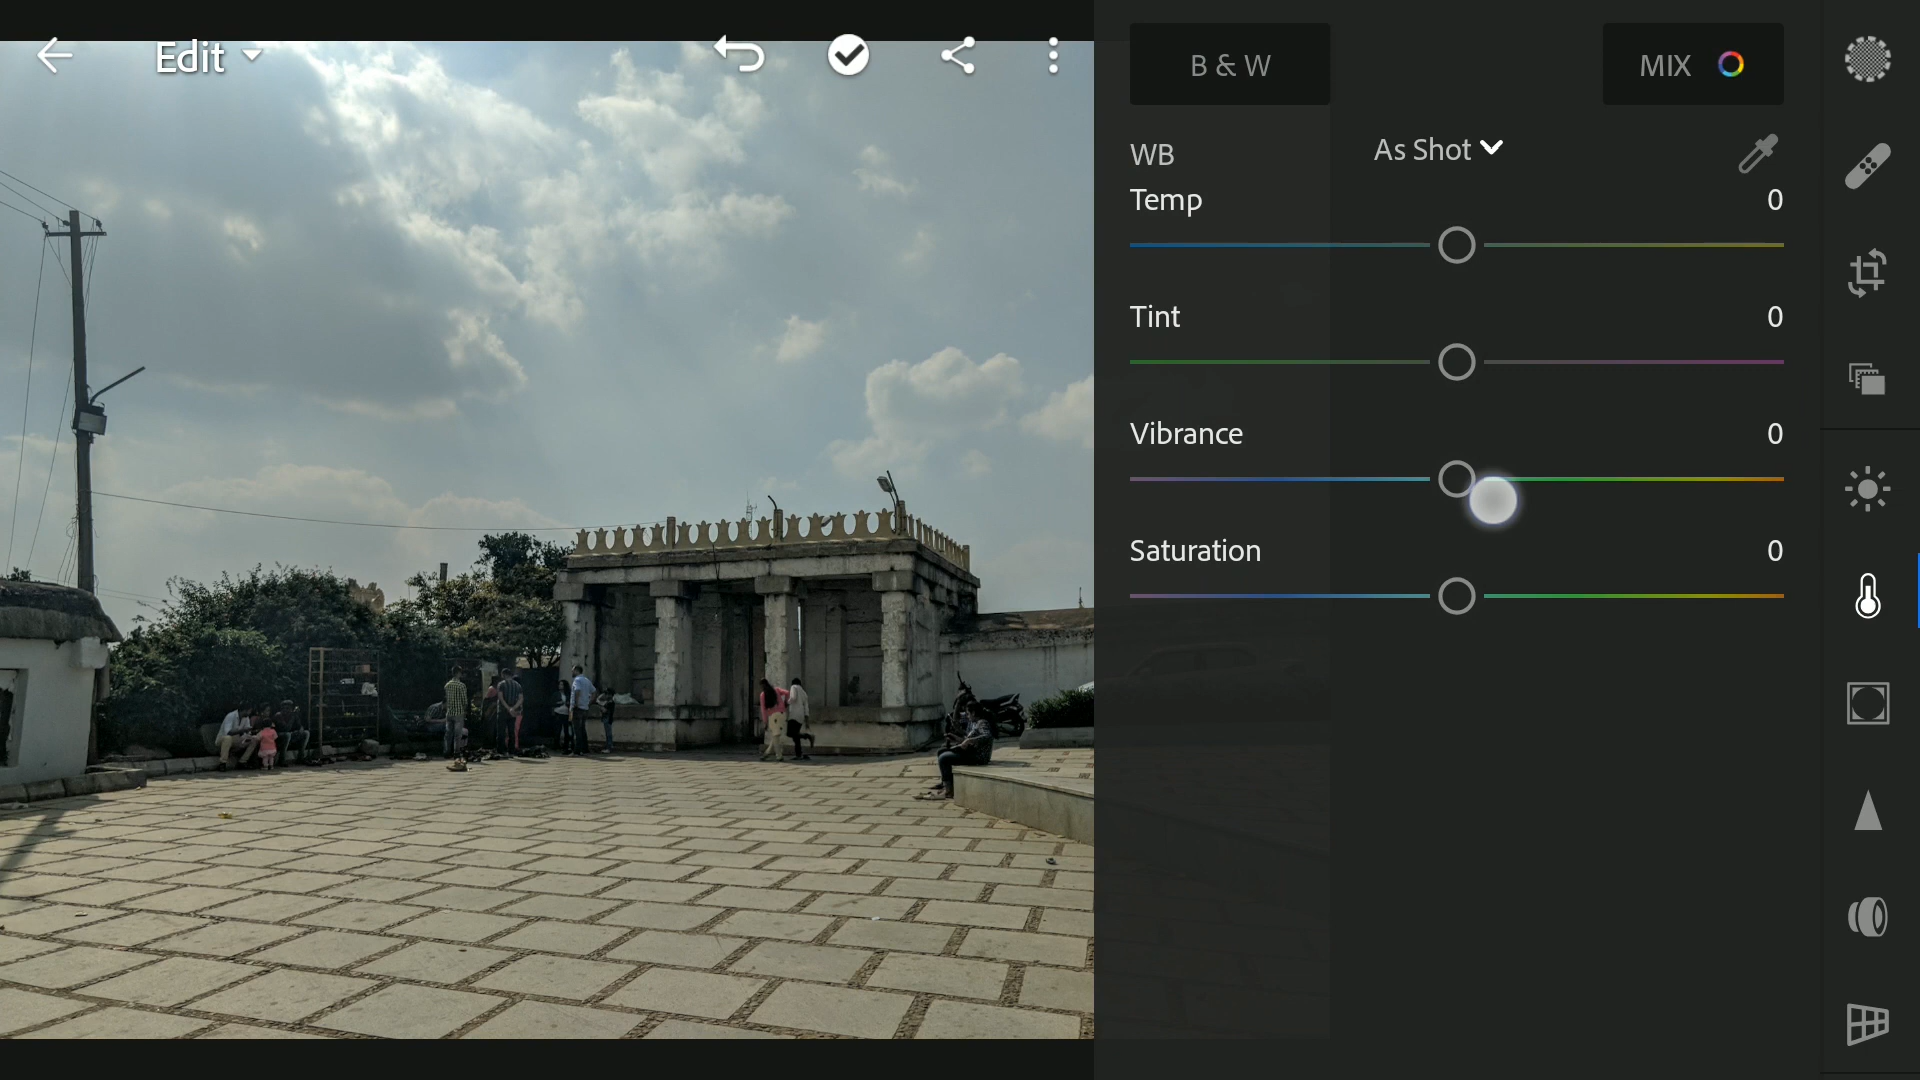 Edit
B & W
MIX
WB
As Shot
Temp
0
Tint
0
Vibrance
0
Saturation
0